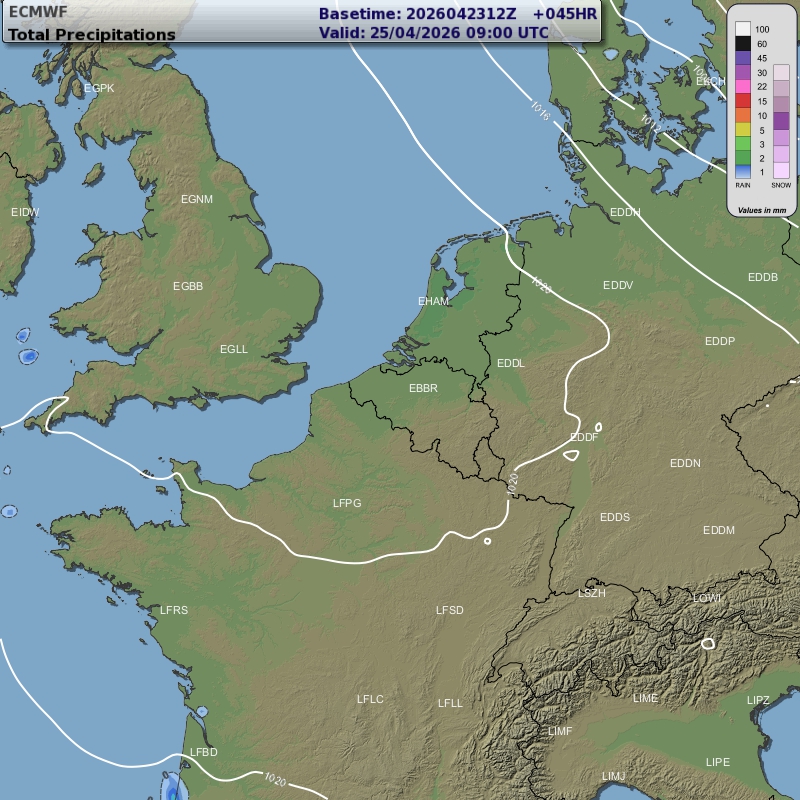 ECMWF
Basetime: 2026042312Z +045HR
Total Precipitations
Valid: 25/04/2026 09:00 UTC
100
60
45
30
22
15
10
5
3
2
1
RAIN SNOW
Values in mm
EGPK
EKCH
1016
1012
EGNM
EIDW
EDDH
EGBB
1020
EDDV
EDDB
EHAM
EDDP
EGLL
EDDL
EBBR
EDDF
EDDN
1020
LFPG
EDDS
EDDM
LSZH
LOWI
LFRS
LFSD
LFLC
LFLL
LIME
LIPZ
LIMF
LFBD
LIPE
1020
LIMJ